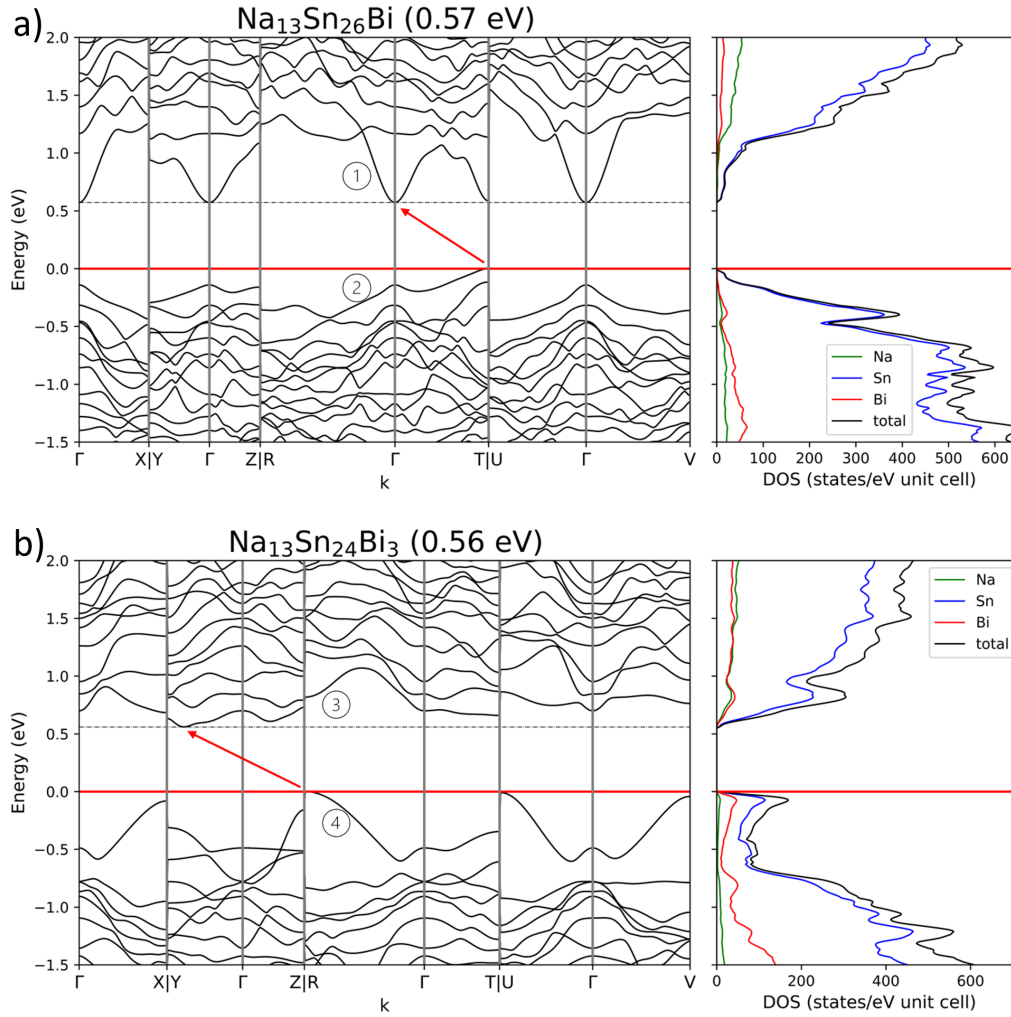 a)
Na₁₃Sn₂₆Bi (0.57 eV)
2.0
1.5
1.0
0.5
0.0
−0.5
−1.0
−1.5
Energy (eV)
1
2
Γ X|Y Γ Z|R Γ T|U Γ V
k
Na
Sn
Bi
total
0 100 200 300 400 500 600
DOS (states/eV unit cell)
b)
Na₁₃Sn₂₄Bi₃ (0.56 eV)
2.0
1.5
1.0
0.5
0.0
−0.5
−1.0
−1.5
Energy (eV)
3
4
Γ X|Y Γ Z|R Γ T|U Γ V
k
Na
Sn
Bi
total
0 200 400 600
DOS (states/eV unit cell)